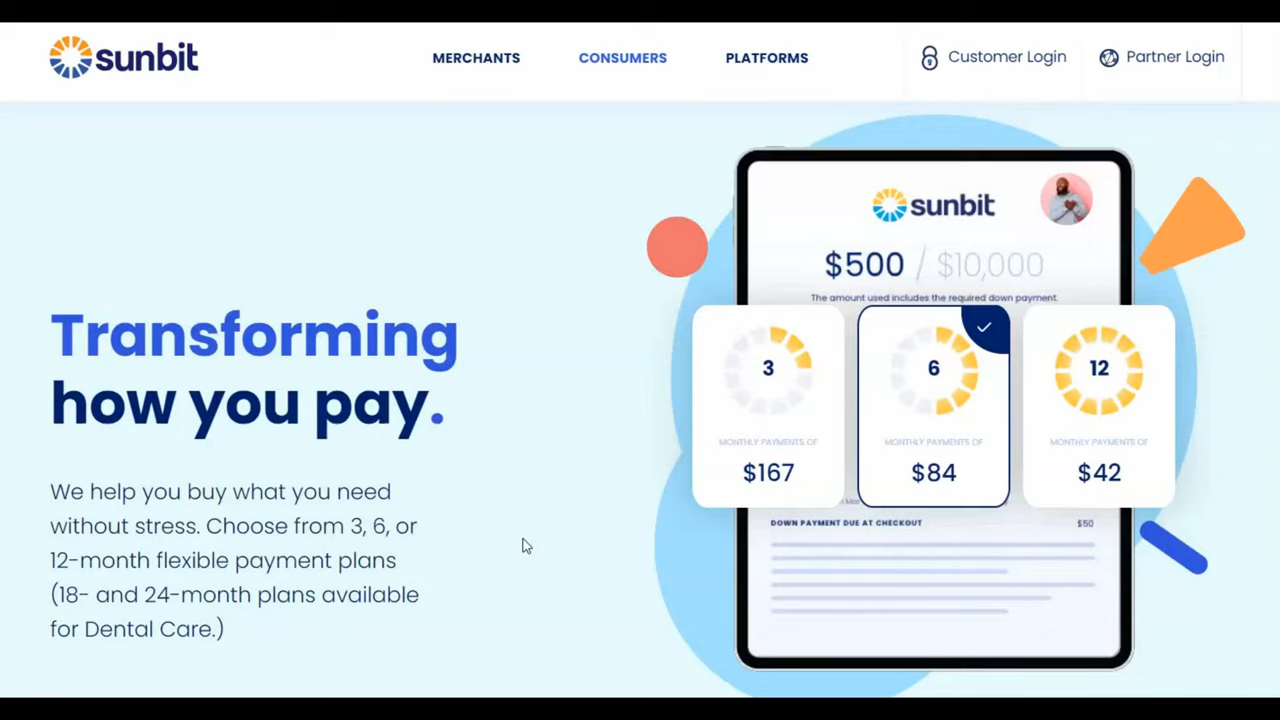 sunbit
MERCHANTS
CONSUMERS
PLATFORMS
Customer Login
Partner Login
Transforming
how you pay.
We help you buy what you need
without stress. Choose from 3, 6, or
12-month flexible payment plans
(18- and 24-month plans available
for Dental Care.)
sunbit
$500 / $10,000
The amount used includes the required down payment.
3
MONTHLY PAYMENTS OF
$167
6
MONTHLY PAYMENTS OF
$84
12
MONTHLY PAYMENTS OF
$42
DOWN PAYMENT DUE AT CHECKOUT
$50